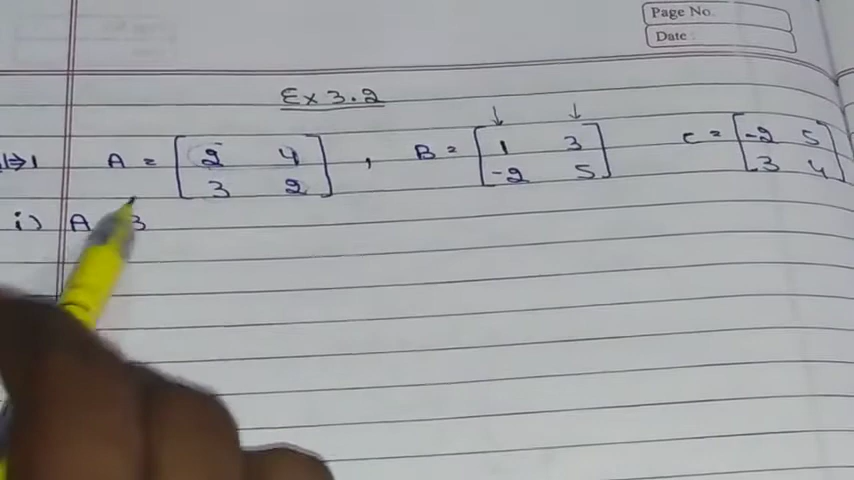 Page No.
Date :
Ex 3.2
A = [2 4 , B = [1 3 C = [-2 5
3 2] -2 5] 3 4]
i) A B